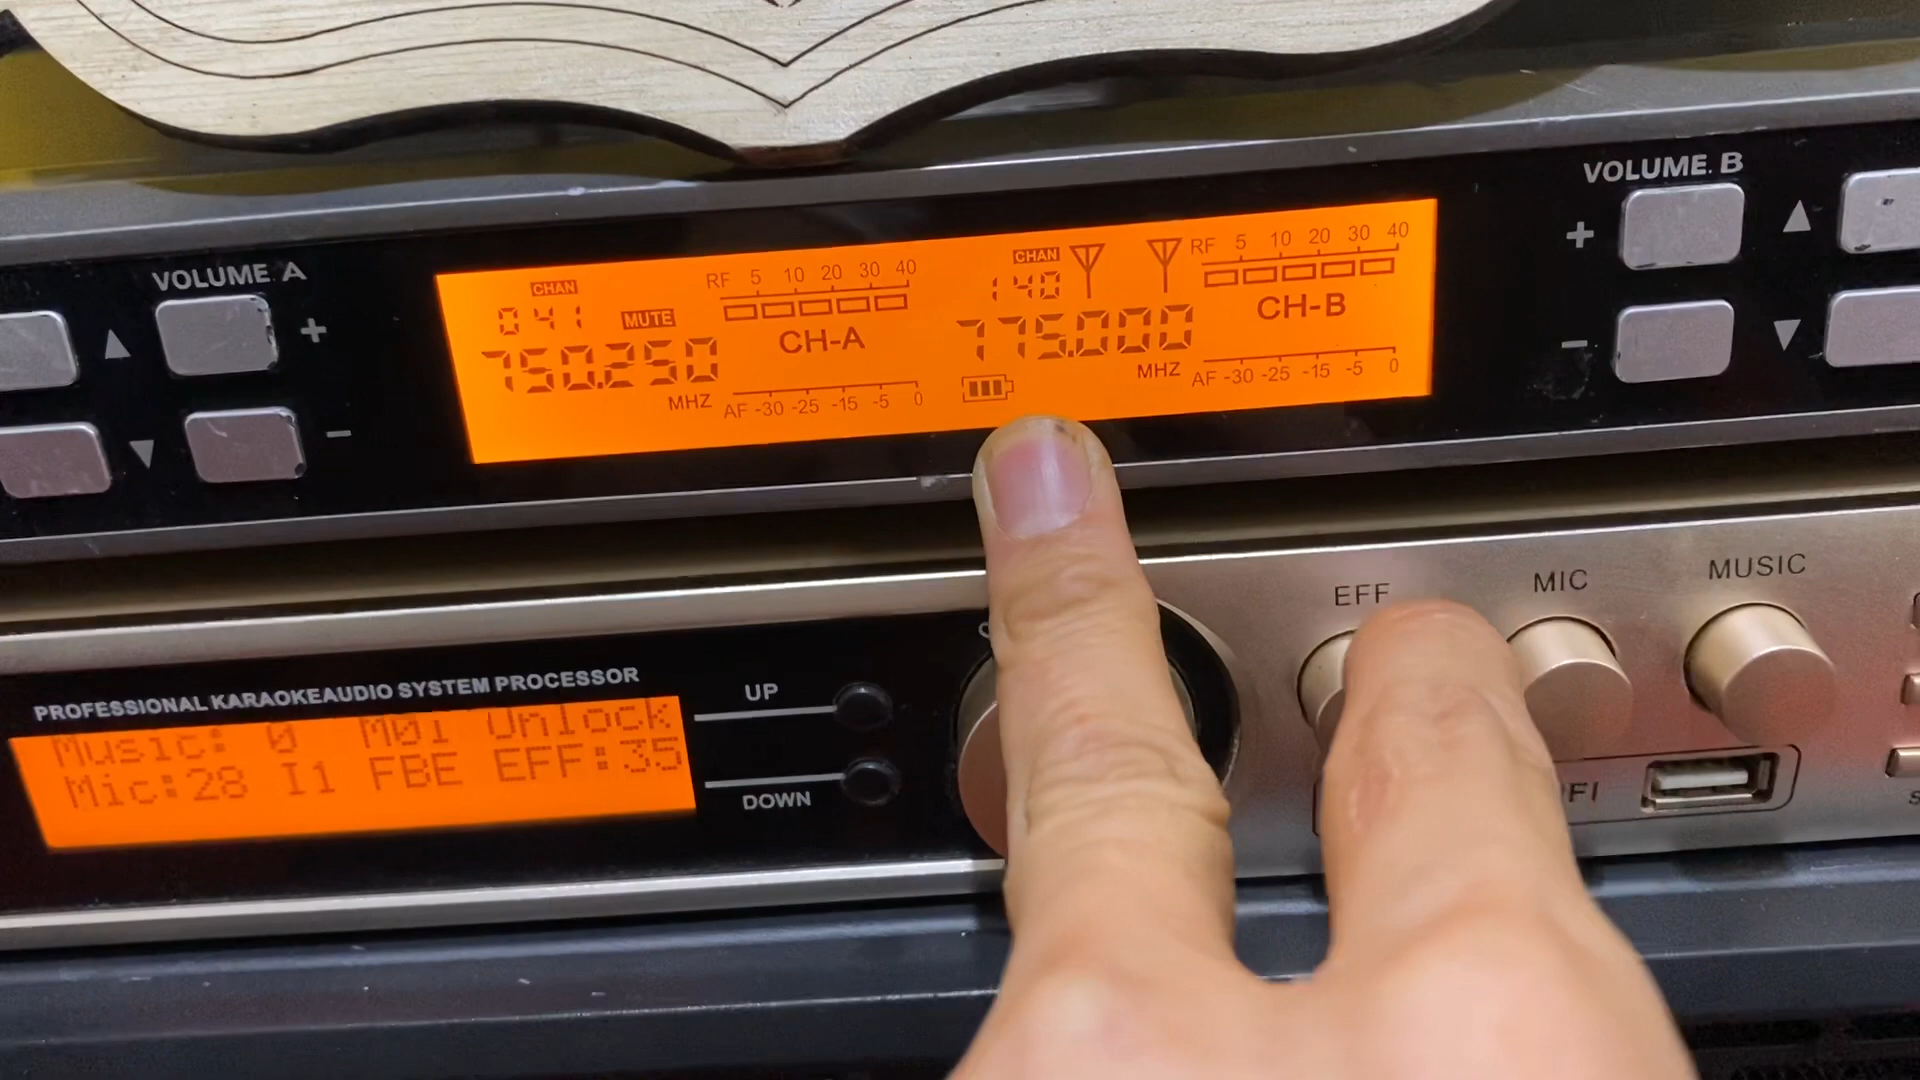 VOLUME. A
VOLUME. B
CHAN
041
MUTE
750.250
MHZ
RF 5 10 20 30 40
CH-A
AF -30 -25 -15 -5 0
CHAN
140
775.000
MHZ
RF 5 10 20 30 40
CH-B
AF -30 -25 -15 -5 0
EFF
MIC
MUSIC
PROFESSIONAL KARAOKEAUDIO SYSTEM PROCESSOR
Music: 0 M01 Unlock
Mic:28 I1 FBE EFF:35
UP
DOWN